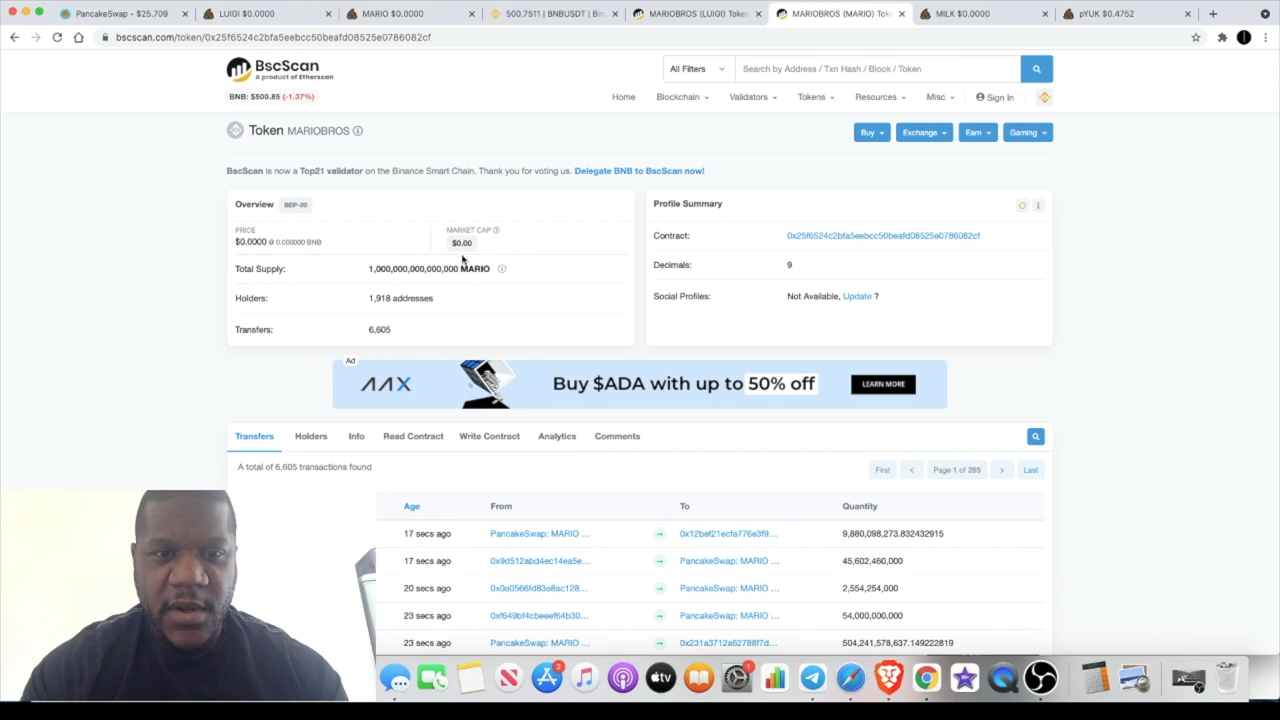 PancakeSwap - $25.709
LUIGI $0.0000
MARIO $0.0000
500.7511 | BNBUSDT | Bin
MARIOBROS (LUIGI) Token
MARIOBROS (MARIO) Tok
MILK $0.0000
pYUK $0.4752
bscscan.com/token/0x25f6524c2bfa5eebcc50beafd08525e0786082cf
BscScan
A product of Etherscan
All Filters
Search by Address / Txn Hash / Block / Token
BNB: $500.85 (-1.37%)
Home Blockchain Validators Tokens Resources Misc Sign In
Token MARIOBROS
Buy Exchange Earn Gaming
BscScan is now a Top21 validator on the Binance Smart Chain. Thank you for voting us. Delegate BNB to BscScan now!
Overview BEP-20
PRICE
$0.0000 @ 0.000000 BNB
MARKET CAP
$0.00
Total Supply: 1,000,000,000,000,000 MARIO
Holders: 1,918 addresses
Transfers: 6,605
Profile Summary
Contract: 0x25f6524c2bfa5eebcc50beafd08525e0786082cf
Decimals: 9
Social Profiles: Not Available, Update ?
Ad
AAX
Buy $ADA with up to 50% off
LEARN MORE
Transfers Holders Info Read Contract Write Contract Analytics Comments
A total of 6,605 transactions found
First Page 1 of 265 Last
Age From To Quantity
17 secs ago PancakeSwap: MARIO ... 0x12bef21ecfa776e3f9... 9,880,098,273.832432915
17 secs ago 0x9d512abd4ec14ea5e... PancakeSwap: MARIO ... 45,602,460,000
20 secs ago 0x0a0566fd83e8ac128... PancakeSwap: MARIO ... 2,554,254,000
23 secs ago 0xf649bf4cbeeef64b30... PancakeSwap: MARIO ... 54,000,000,000
23 secs ago PancakeSwap: MARIO ... 0x231a3712a62788f7d... 504,241,578,637.149222819
7
tv
1